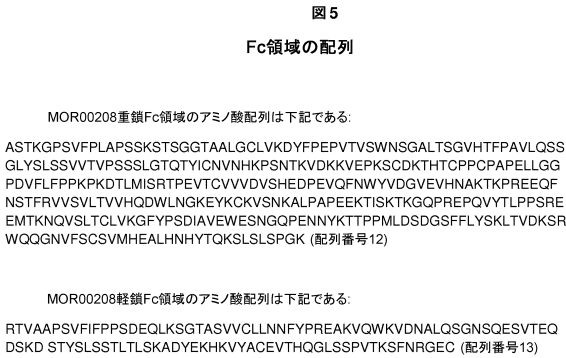 図5
Fc領域の配列
MOR00208重鎖Fc領域のアミノ酸配列は下記である:
ASTKGPSVFPLAPSSKSTSGGTAALGCLVKDYFPEPVTVSWNSGALTSGVHTFPAVLQSS
GLYSLSSVVTVPSSSLGTQTYICNVNHKPSNTKVDKKVEPKSCDKTHTCPPCPAPELLGG
PDVFLFPPKPKDTLMISRTPEVTCVVVDVSHEDPEVQFNWYVDGVEVHNAKTKPREEQF
NSTFRVVSVLTVVHQDWLNGKEYKCKVSNKALPAPEEKTISKTKGQPREPQVYTLPPSRE
EMTKNQVSLTCLVKGFYPSDIAVEWESNGQPENNYKTTPPMLDSDGSFFLYSKLTVDKSR
WQQGNVFSCSVMHEALHNHYTQKSLSLSPGK (配列番号12)
MOR00208軽鎖Fc領域のアミノ酸配列は下記である:
RTVAAPSVFIFPPSDEQLKSGTASVVCLLNNFYPREAKVQWKVDNALQSGNSQESVTEQ
DSKD STYSLSSTLTLSKADYEKHKVYACEVTHQGLSSPVTKSFNRGEC (配列番号13)